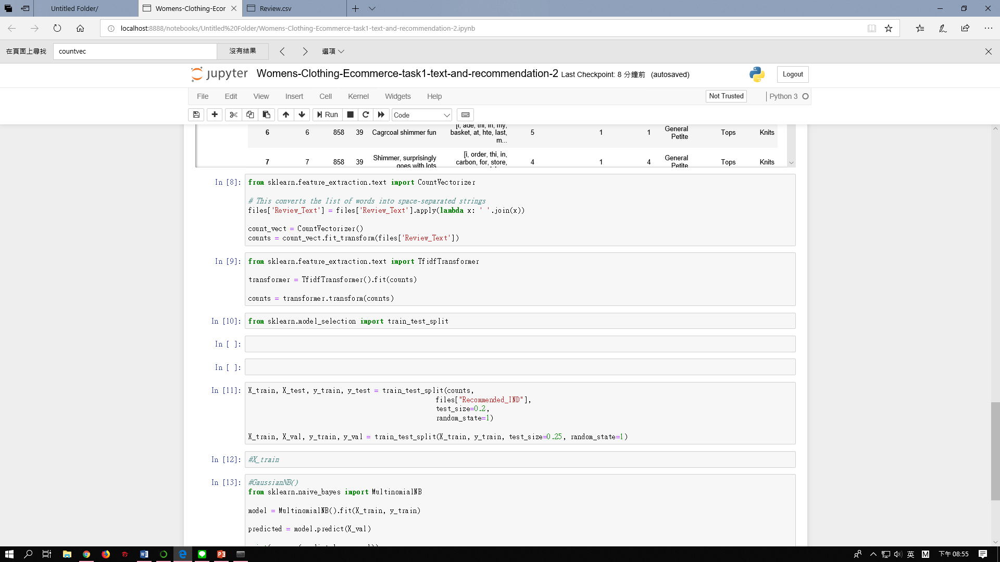 Untitled Folder/
Womens-Clothing-Ecor
Review.csv
localhost:8888/notebooks/Untitled%20Folder/Womens-Clothing-Ecommerce-task1-text-and-recommendation-2.ipynb
在頁面上尋找
countvec
沒有結果
選項
jupyter
Womens-Clothing-Ecommerce-task1-text-and-recommendation-2 Last Checkpoint: 8 分鐘前 (autosaved)
Logout
File Edit View Insert Cell Kernel Widgets Help
Not Trusted
Python 3
Run
Code
6 6 858 39 Cagrcoal shimmer fun [i, ade, thi, in, my, basket, at, hte, last, m... 5 1 1 General Petite Tops Knits
7 7 858 39 Shimmer, surprisingly goes with lots [i, order, thi, in, carbon, for, store, 4 1 4 General Petite Tops Knits
In [8]: from sklearn.feature_extraction.text import CountVectorizer
# This converts the list of words into space-separated strings
files['Review_Text'] = files['Review_Text'].apply(lambda x: ' '.join(x))
count_vect = CountVectorizer()
counts = count_vect.fit_transform(files['Review_Text'])
In [9]: from sklearn.feature_extraction.text import TfidfTransformer
transformer = TfidfTransformer().fit(counts)
counts = transformer.transform(counts)
In [10]: from sklearn.model_selection import train_test_split
In [ ]:
In [ ]:
In [11]: X_train, X_test, y_train, y_test = train_test_split(counts,
files["Recommended_IND"],
test_size=0.2,
random_state=1)
X_train, X_val, y_train, y_val = train_test_split(X_train, y_train, test_size=0.25, random_state=1)
In [12]: #X_train
In [13]: #GaussianNB()
from sklearn.naive_bayes import MultinomialNB
model = MultinomialNB().fit(X_train, y_train)
predicted = model.predict(X_val)
英
下午 08:55